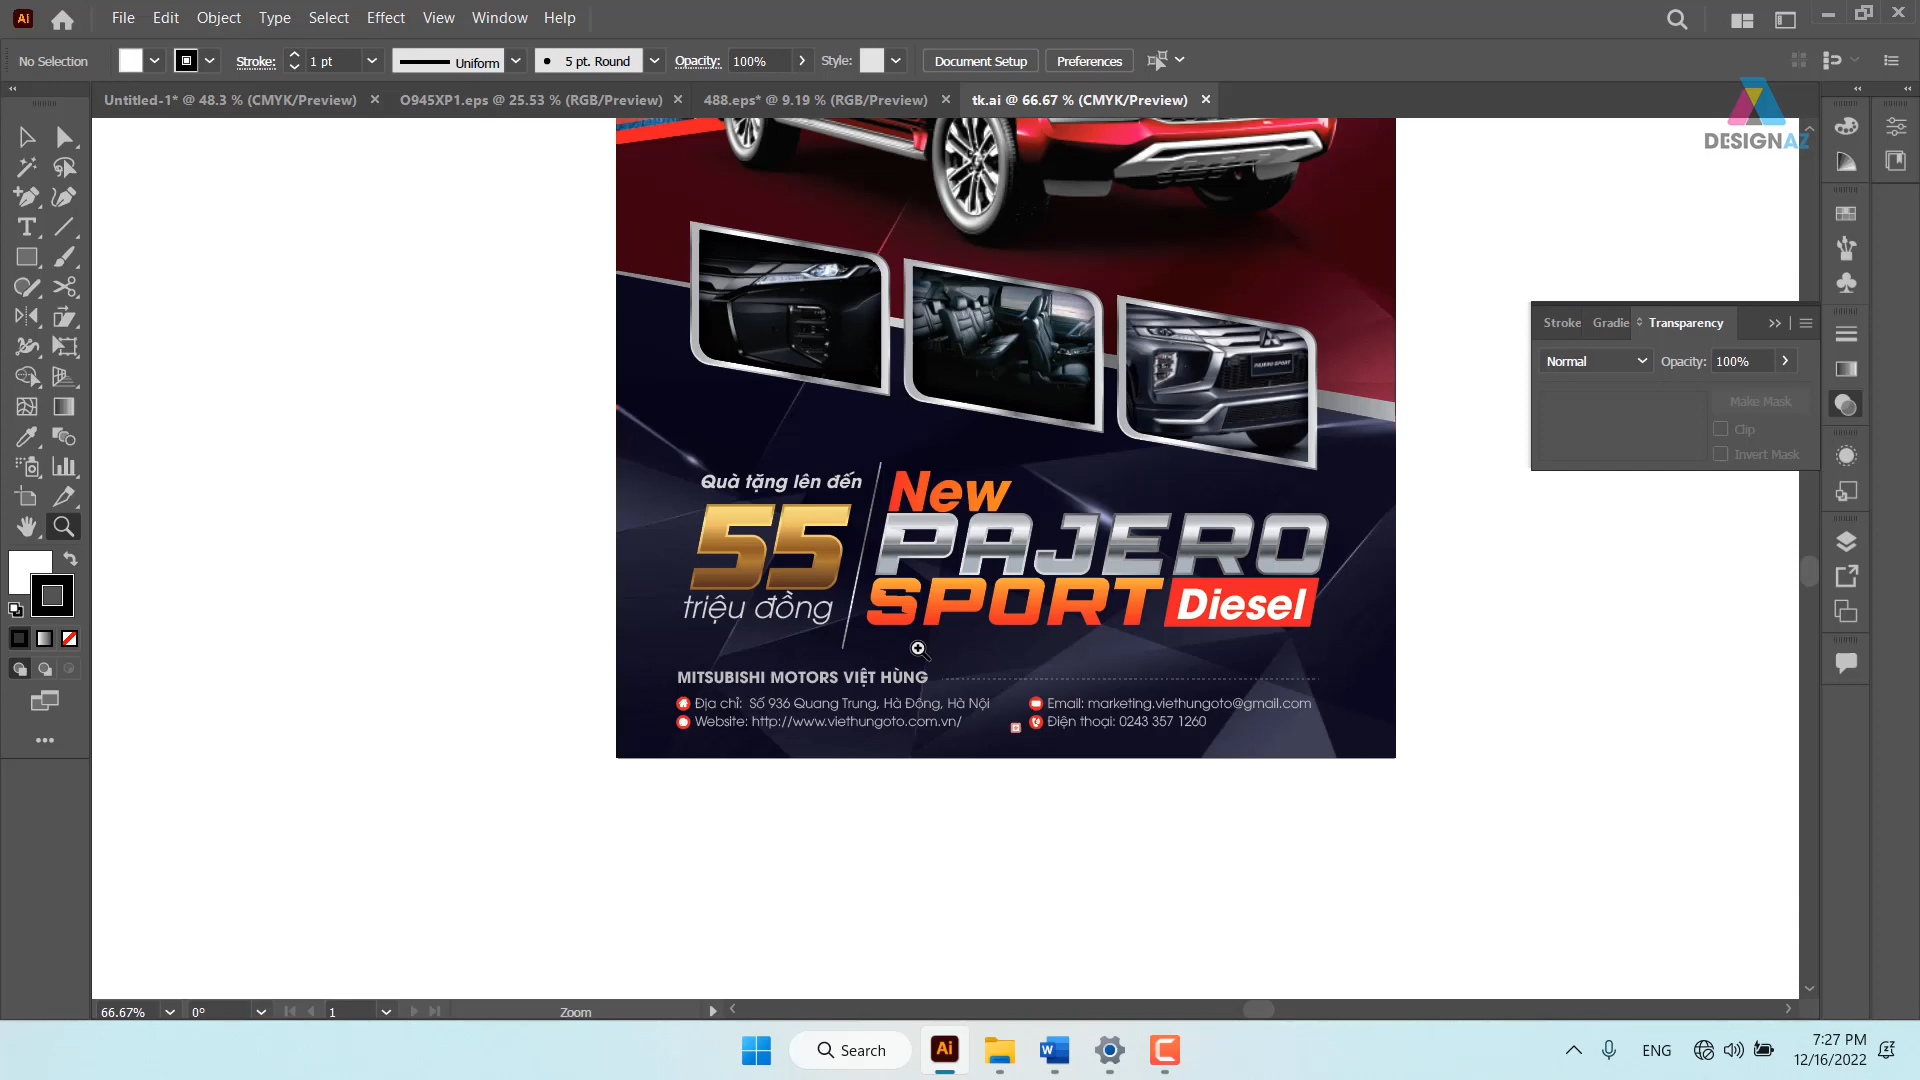 Ai File Edit Object Type Select Effect View Window Help
No Selection Stroke: 1 pt Uniform 5 pt. Round Opacity: 100% Style: Document Setup Preferences
Untitled-1* @ 48.3 % (CMYK/Preview) O945XP1.eps @ 25.53 % (RGB/Preview) 488.eps* @ 9.19 % (RGB/Preview) tk.ai @ 66.67 % (CMYK/Preview)
DESIGNAZ
Stroke Gradie Transparency
Normal Opacity: 100%
Make Mask
Clip
Invert Mask
PAJERO SPORT
Quà tặng lên đến
55
triệu đồng
New
PAJERO
SPORT Diesel
MITSUBISHI MOTORS VIỆT HÙNG
Địa chỉ: Số 936 Quang Trung, Hà Đông, Hà Nội
Website: http://www.viethungoto.com.vn/
Email: marketing.viethungoto@gmail.com
Điện thoại: 0243 357 1260
66.67% 0° 1 Zoom
Search Ai W C ENG 7:27 PM
12/16/2022